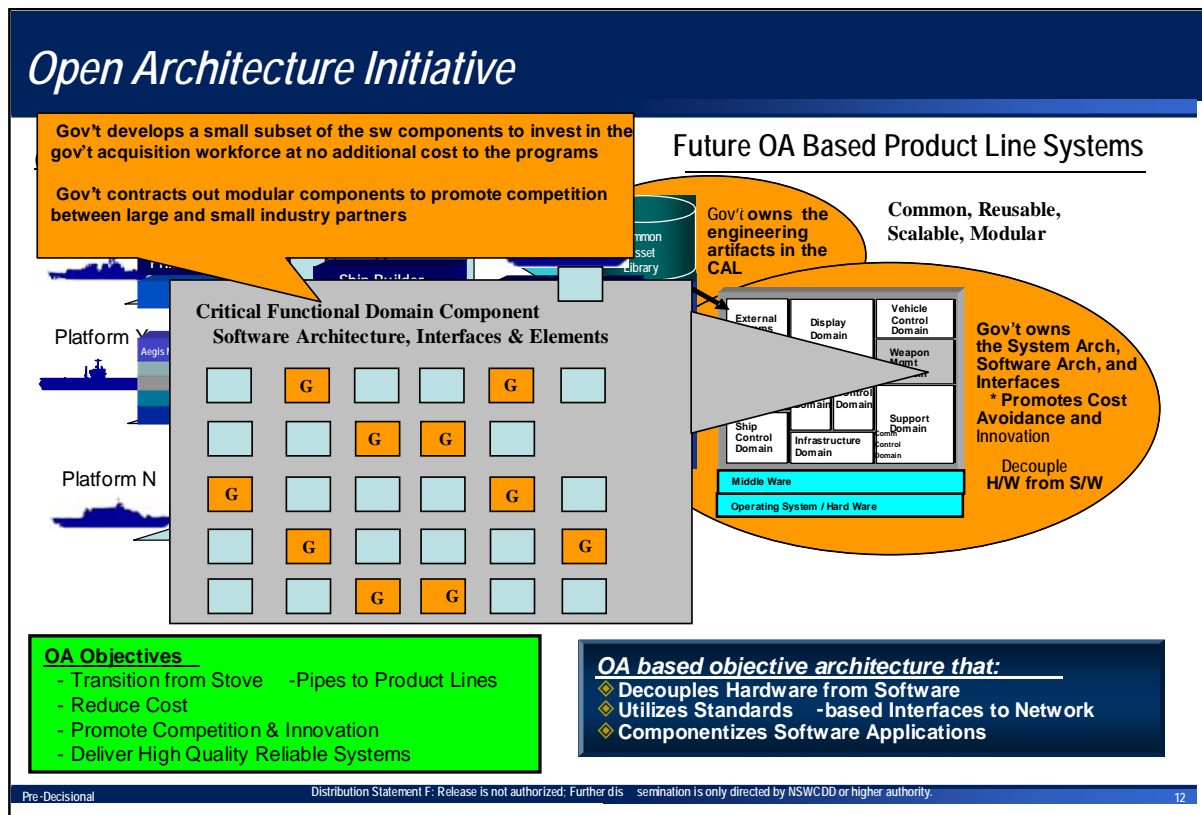 Open Architecture Initiative
Gov't develops a small subset of the sw components to invest in the
gov't acquisition workforce at no additional cost to the programs
Gov't contracts out modular components to promote competition
between large and small industry partners
Future OA Based Product Line Systems
Common, Reusable,
Scalable, Modular
Gov't owns the
engineering
artifacts in the
CAL
Library
Ship Builder
Platform
Aegis
Platform N
Critical Functional Domain Component
Software Architecture, Interfaces & Elements
G G
G G
G G
G G
G G
External
Display
Domain
Vehicle
Control
Domain
Weapon
Mgmt
Ship
Control
Domain
Domain
Infrastructure
Domain
Support
Domain
Control
Domain
Middle Ware
Operating System / Hard Ware
Gov't owns
the System Arch,
Software Arch, and
Interfaces
* Promotes Cost
Avoidance and
Innovation
Decouple
H/W from S/W
OA Objectives
- Transition from Stove -Pipes to Product Lines
- Reduce Cost
- Promote Competition & Innovation
- Deliver High Quality Reliable Systems
OA based objective architecture that:
Decouples Hardware from Software
Utilizes Standards -based Interfaces to Network
Componentizes Software Applications
Pre-Decisional
Distribution Statement F: Release is not authorized; Further dis semination is only directed by NSWCDD or higher authority.
12